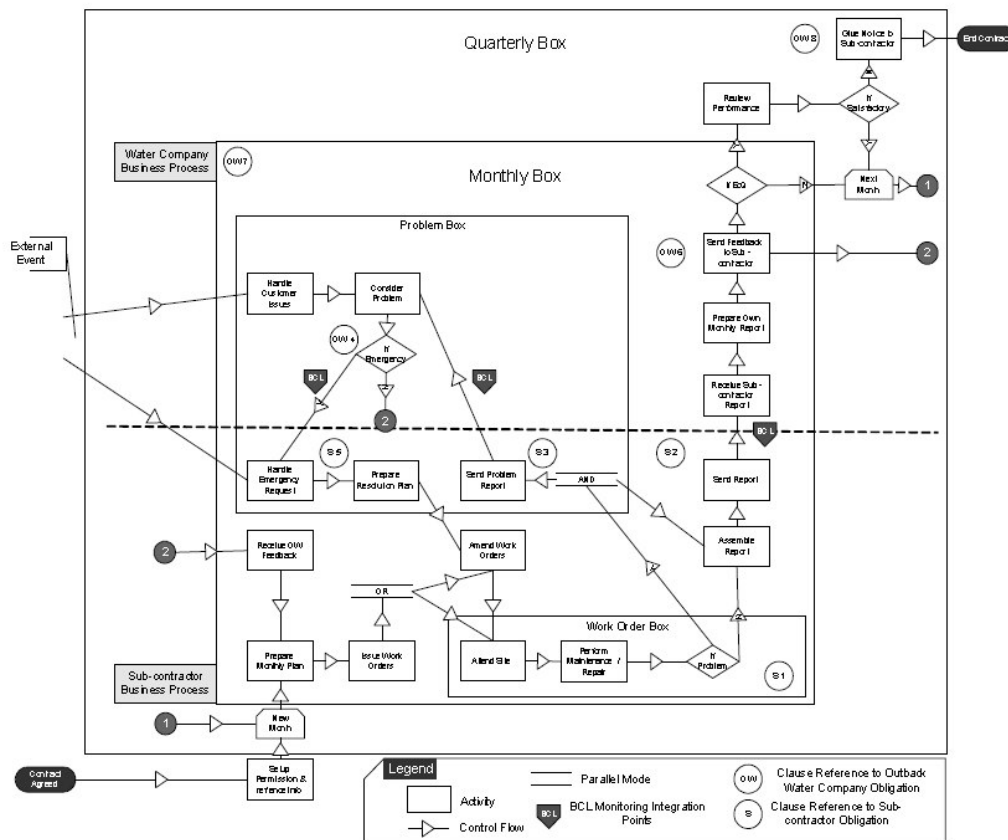 Quarterly Box
OW8
Give Notice to
Sub-contractor
End Contract
Review
Performance
If
Satisfactory
Water Company
Business Process
OW7
Monthly Box
If EoQ
N
Next
Month
1
Problem Box
External
Event
OW6
Send Feedback
to Sub-
contractor
2
Handle
Customer
Issues
Consider
Problem
OW4
If
Emergency
BCL
BCL
N
2
Prepare Own
Monthly Report
Receive Sub-
contractor
Report
BCL
S5
S3
S2
Handle
Emergency
Request
Prepare
Resolution Plan
Send Problem
Report
AND
Send Report
2
Receive OW
Feedback
Amend Work
Orders
Assemble
Report
OR
Work Order Box
Prepare
Monthly Plan
Issue Work
Orders
Attend Site
Perform
Maintenance /
Repair
If
Problem
N
S1
Sub-contractor
Business Process
1
New
Month
Contract
Agreed
Setup
Permission &
Legend
Activity
Control Flow
Parallel Mode
BCL
BCL Monitoring Integration
Points
OW
Clause Reference to Outback
Water Company Obligation
S
Clause Reference to Sub-
contractor Obligation